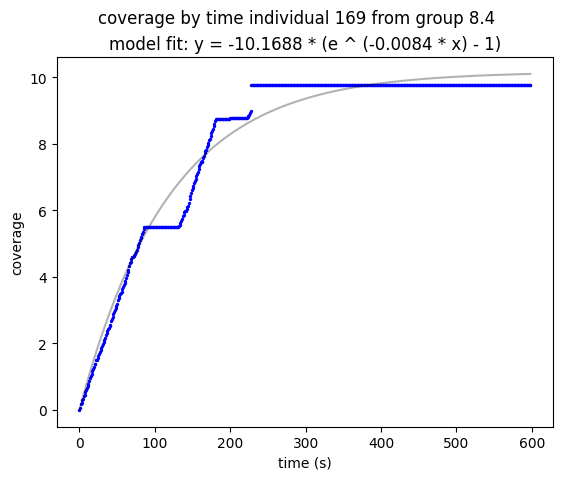 coverage by time individual 169 from group 8.4
model fit: y = -10.1688 * (e ^ (-0.0084 * x) - 1)
10
8
6
4
2
0
coverage
0 100 200 300 400 500 600
time (s)